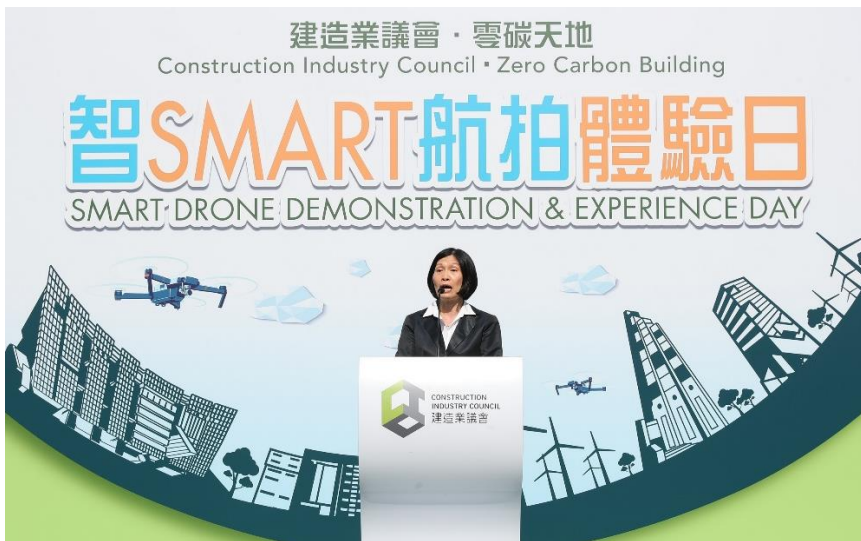 建造業議會・零碳天地
Construction Industry Council ▪ Zero Carbon Building
智SMART航拍體驗日
SMART DRONE DEMONSTRATION & EXPERIENCE DAY
CONSTRUCTION
INDUSTRY COUNCIL
建造業議會